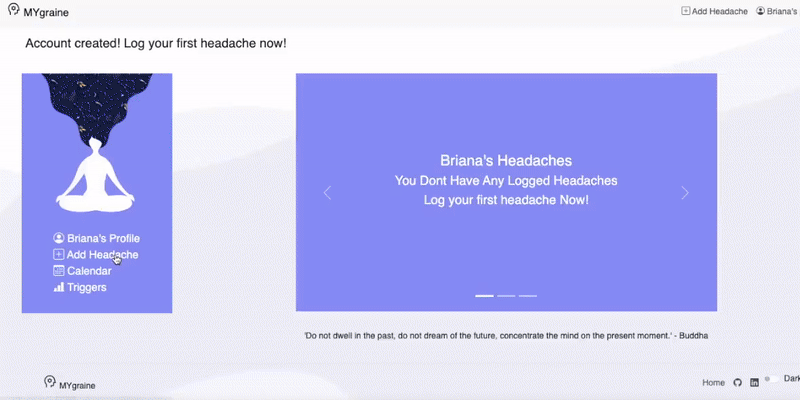 MYgraine
Add Headache
Briana's
Account created! Log your first headache now!
Briana's Profile
Add Headache
Calendar
Triggers
Briana's Headaches
You Dont Have Any Logged Headaches
Log your first headache Now!
'Do not dwell in the past, do not dream of the future, concentrate the mind on the present moment.' - Buddha
MYgraine
Home
Dark